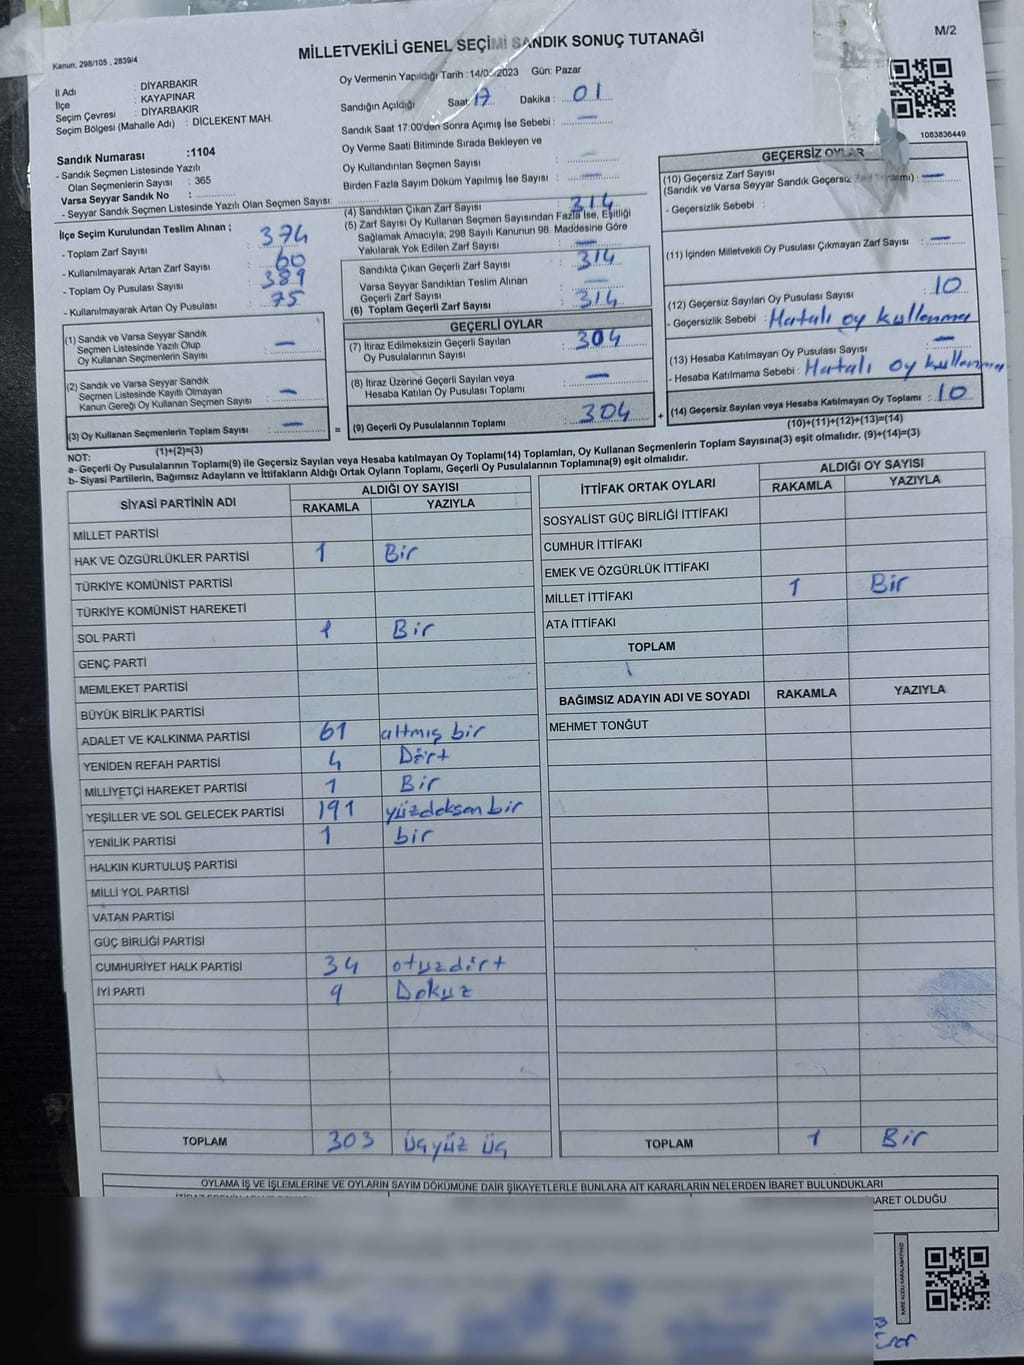 MİLLETVEKİLİ GENEL SEÇİMİ SANDIK SONUÇ TUTANAĞI
M/2
Kanun, 298/105 , 2839/4
İl Adı : DİYARBAKIR
İlçe : KAYAPINAR
Seçim Çevresi : DİYARBAKIR
Seçim Bölgesi (Mahalle Adı) : DİCLEKENT MAH.
Sandık Numarası :1104
- Sandık Seçmen Listesinde Yazılı
Olan Seçmenlerin Sayısı : 365
Varsa Seyyar Sandık No :
- Seyyar Sandık Seçmen Listesinde Yazılı Olan Seçmen Sayısı:
İlçe Seçim Kurulundan Teslim Alınan ;
- Toplam Zarf Sayısı : 374
- Kullanılmayarak Artan Zarf Sayısı : 60
- Toplam Oy Pusulası Sayısı : 389
- Kullanılmayarak Artan Oy Pusulası : 75
(1) Sandık ve Varsa Seyyar Sandık
Seçmen Listesinde Yazılı Olup
Oy Kullanan Seçmenlerin Sayısı : —
(2) Sandık ve Varsa Seyyar Sandık
Seçmen Listesinde Kayıtlı Olmayan
Kanun Gereği Oy Kullanan Seçmen Sayısı : —
(3) Oy Kullanan Seçmenlerin Toplam Sayısı : —
(1)+(2)=(3)
Oy Vermenin Yapıldığı Tarih :14/05/2023 Gün: Pazar
Sandığın Açıldığı Saat: 17 Dakika : 01
Sandık Saat 17:00'den Sonra Açımış İse Sebebi : —
Oy Verme Saati Bitiminde Sırada Bekleyen ve
Oy Kullandırılan Seçmen Sayısı : —
Birden Fazla Sayım Döküm Yapılmış İse Sayısı : —
(4) Sandıktan Çıkan Zarf Sayısı : 314
(5) Zarf Sayısı Oy Kullanan Seçmen Sayısından Fazla İse, Eşitliği
Sağlamak Amacıyla; 298 Sayılı Kanunun 98. Maddesine Göre
Yakılarak Yok Edilen Zarf Sayısı : —
Sandıkta Çıkan Geçerli Zarf Sayısı : 314
Varsa Seyyar Sandıktan Teslim Alınan
Geçerli Zarf Sayısı : —
(6) Toplam Geçerli Zarf Sayısı : 314
GEÇERLİ OYLAR
(7) İtiraz Edilmeksizin Geçerli Sayılan
Oy Pusulalarının Sayısı : 304
(8) İtiraz Üzerine Geçerli Sayılan veya
Hesaba Katılan Oy Pusulası Toplamı : —
= (9) Geçerli Oy Pusulalarının Toplamı : 304 +
1083836449
GEÇERSİZ OYLAR
(10) Geçersiz Zarf Sayısı
(Sandık ve Varsa Seyyar Sandık Geçersiz Zarf : —
- Geçersizlik Sebebi :
(11) İçinden Milletvekili Oy Pusulası Çıkmayan Zarf Sayısı : —
(12) Geçersiz Sayılan Oy Pusulası Sayısı : 10
- Geçersizlik Sebebi : Hatalı oy kullanma
(13) Hesaba Katılmayan Oy Pusulası Sayısı : —
- Hesaba Katılmama Sebebi : Hatalı oy kullanma
(14) Geçersiz Sayılan veya Hesaba Katılmayan Oy Toplamı : 10
(10)+(11)+(12)+(13)=(14)
NOT:
a- Geçerli Oy Pusulalarının Toplamı(9) ile Geçersiz Sayılan veya Hesaba katılmayan Oy Toplamı(14) Toplamları, Oy Kullanan Seçmenlerin Toplam Sayısına(3) eşit olmalıdır. (9)+(14)=(3)
b- Siyasi Partilerin, Bağımsız Adayların ve İttifakların Aldığı Ortak Oyların Toplamı, Geçerli Oy Pusulalarının Toplamına(9) eşit olmalıdır.
SİYASİ PARTİNİN ADI ALDIĞI OY SAYISI
RAKAMLA YAZIYLA
MİLLET PARTİSİ
HAK VE ÖZGÜRLÜKLER PARTİSİ 1 Bir
TÜRKİYE KOMÜNİST PARTİSİ
TÜRKİYE KOMÜNİST HAREKETİ
SOL PARTİ 1 Bir
GENÇ PARTİ
MEMLEKET PARTİSİ
BÜYÜK BİRLİK PARTİSİ
ADALET VE KALKINMA PARTİSİ 61 altmış bir
YENİDEN REFAH PARTİSİ 4 Dört
MİLLİYETÇİ HAREKET PARTİSİ 1 Bir
YEŞİLLER VE SOL GELECEK PARTİSİ 191 yüzdoksan bir
YENİLİK PARTİSİ 1 bir
HALKIN KURTULUŞ PARTİSİ
MİLLİ YOL PARTİSİ
VATAN PARTİSİ
GÜÇ BİRLİĞİ PARTİSİ
CUMHURİYET HALK PARTİSİ 34 otuzdört
İYİ PARTİ 9 Dokuz
TOPLAM 303 üçyüz üç
İTTİFAK ORTAK OYLARI ALDIĞI OY SAYISI
RAKAMLA YAZIYLA
SOSYALİST GÜÇ BİRLİĞİ İTTİFAKI
CUMHUR İTTİFAKI
EMEK VE ÖZGÜRLÜK İTTİFAKI
MİLLET İTTİFAKI 1 Bir
ATA İTTİFAKI
TOPLAM
BAĞIMSIZ ADAYIN ADI VE SOYADI RAKAMLA YAZIYLA
MEHMET TONĞUT
TOPLAM 1 Bir
OYLAMA İŞ VE İŞLEMLERİNE VE OYLARIN SAYIM DÖKÜMÜNE DAİR ŞİKAYETLERLE BUNLARA AİT KARARLARIN NELERDEN İBARET BULUNDUKLARI
İBARET OLDUĞU
KARE KODU KARALAMAYINIZ!